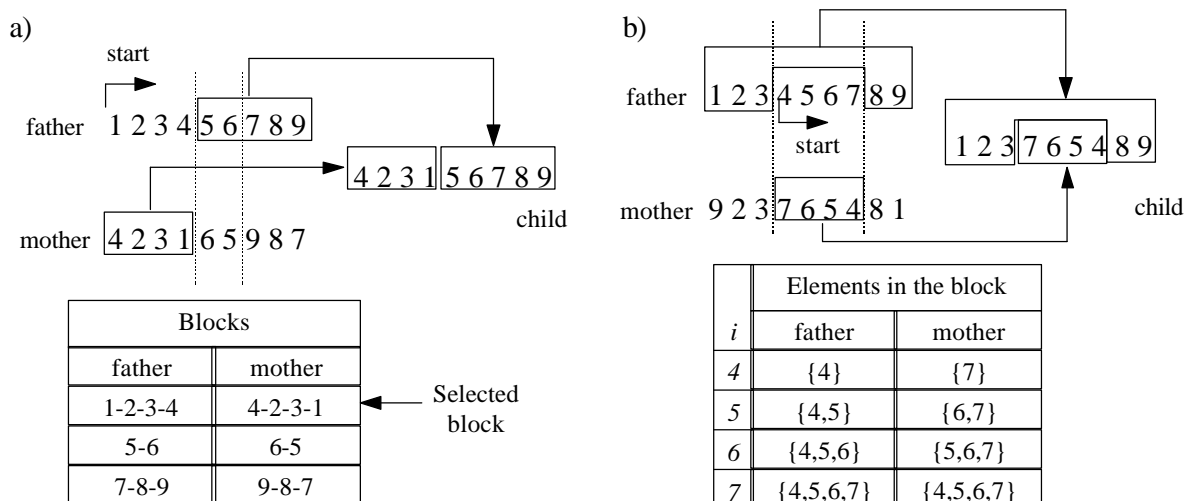 a)
start
father 1 2 3 4 5 6 7 8 9
4 2 3 1 5 6 7 8 9
child
mother 4 2 3 1 6 5 9 8 7
Blocks
father mother
1-2-3-4 4-2-3-1
5-6 6-5
7-8-9 9-8-7
Selected
block
b)
father 1 2 3 4 5 6 7 8 9
start
1 2 3 7 6 5 4 8 9
child
mother 9 2 3 7 6 5 4 8 1
Elements in the block
i father mother
4 {4} {7}
5 {4,5} {6,7}
6 {4,5,6} {5,6,7}
7 {4,5,6,7} {4,5,6,7}